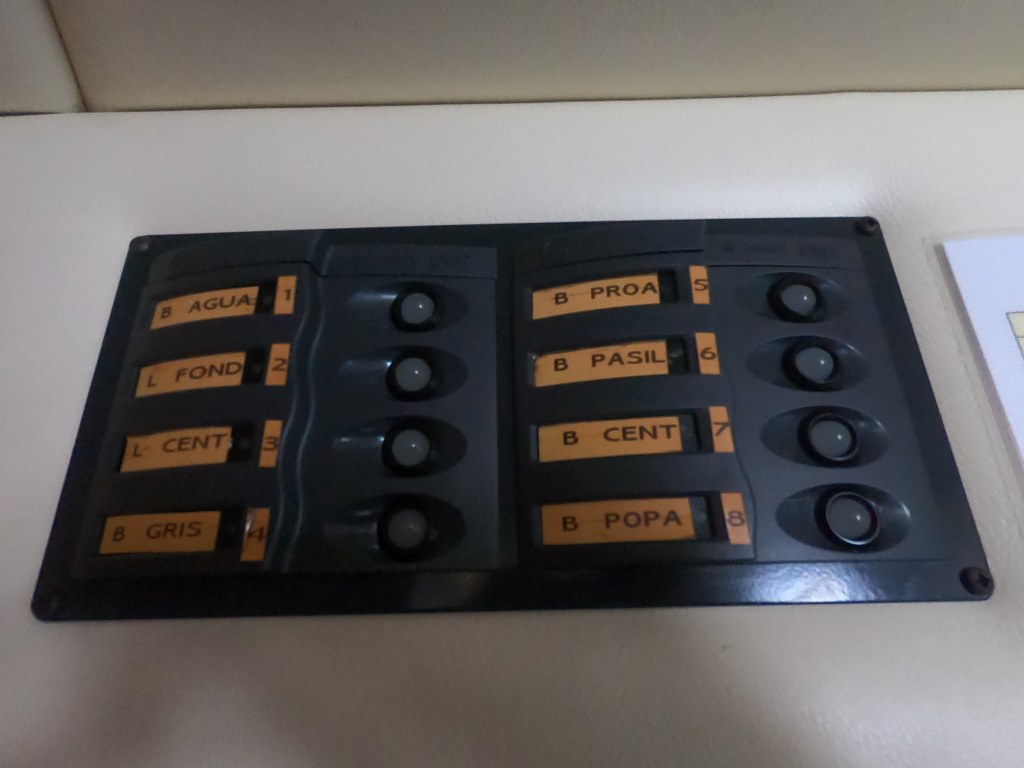 B AGUA 1
L FOND 2
L- CENT 3
B GRIS 4
B PROA 5
B PASIL 6
B CENT 7
B POPA 8